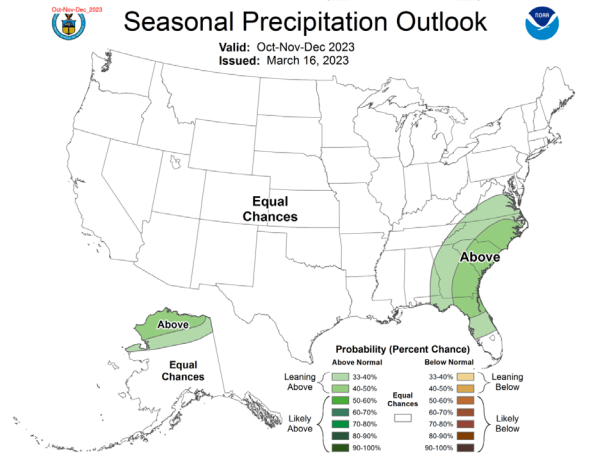 Oct-Nov-Dec_2023
Seasonal Precipitation Outlook
NOAA
Valid: Oct-Nov-Dec 2023
Issued: March 16, 2023
Equal
Chances
Above
Above
Equal
Chances
Probability (Percent Chance)
Above Normal
Below Normal
Leaning
Above
33-40%
40-50%
Likely
Above
50-60%
60-70%
70-80%
80-90%
90-100%
Equal
Chances
33-40%
40-50%
Leaning
Below
50-60%
60-70%
70-80%
80-90%
90-100%
Likely
Below